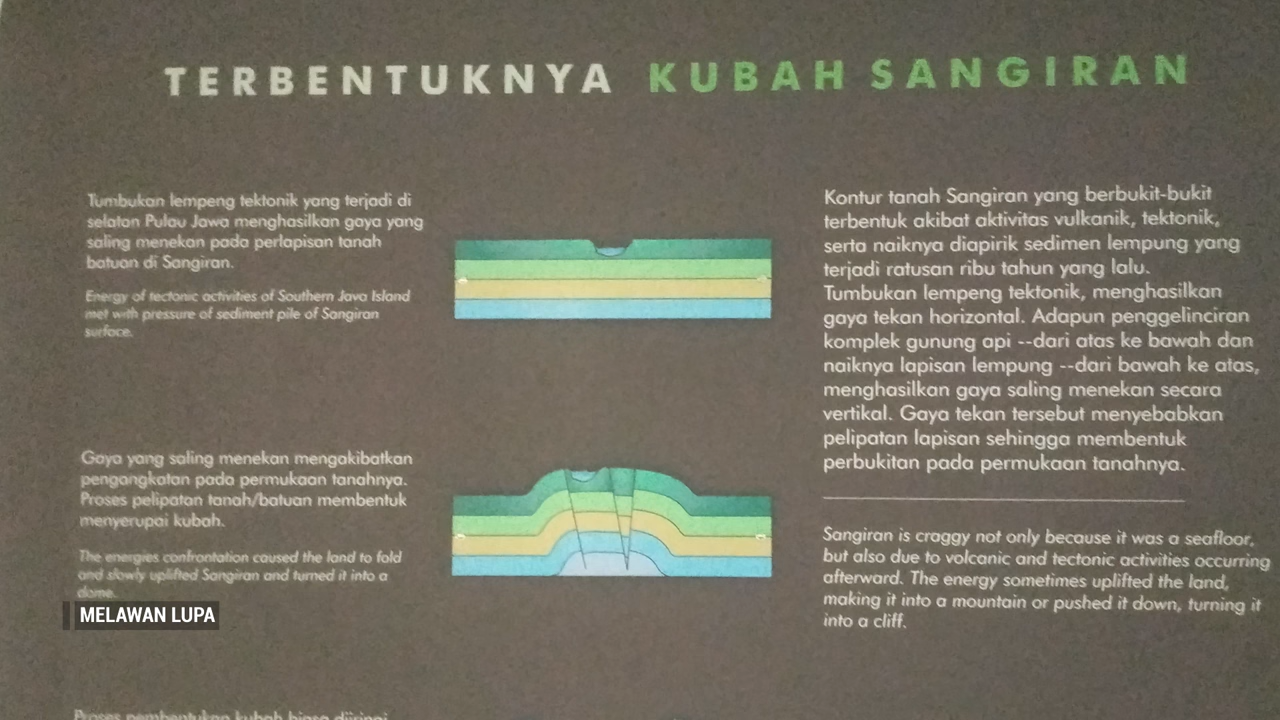 TERBENTUKNYA KUBAH SANGIRAN
Tumbukan lempeng tektonik yang terjadi di
selatan Pulau Jawa menghasilkan gaya yang
saling menekan pada perlapisan tanah
batuan di Sangiran.
Energy of tectonic activities of Southern Java Island
met with pressure of sediment pile of Sangiran
surface.
Gaya yang saling menekan mengakibatkan
pengangkatan pada permukaan tanahnya.
Proses pelipatan tanah/batuan membentuk
menyerupai kubah.
The energies confrontation caused the land to fold
and slowly uplifted Sangiran and turned it into a
dome.
MELAWAN LUPA
Proses pembentukan kubah biasa diiringi
Kontur tanah Sangiran yang berbukit-bukit
terbentuk akibat aktivitas vulkanik, tektonik,
serta naiknya diapirik sedimen lempung yang
terjadi ratusan ribu tahun yang lalu.
Tumbukan lempeng tektonik, menghasilkan
gaya tekan horizontal. Adapun penggelinciran
komplek gunung api --dari atas ke bawah dan
naiknya lapisan lempung --dari bawah ke atas,
menghasilkan gaya saling menekan secara
vertikal. Gaya tekan tersebut menyebabkan
pelipatan lapisan sehingga membentuk
perbukitan pada permukaan tanahnya.
Sangiran is craggy not only because it was a seafloor,
but also due to volcanic and tectonic activities occurring
afterward. The energy sometimes uplifted the land,
making it into a mountain or pushed it down, turning it
into a cliff.